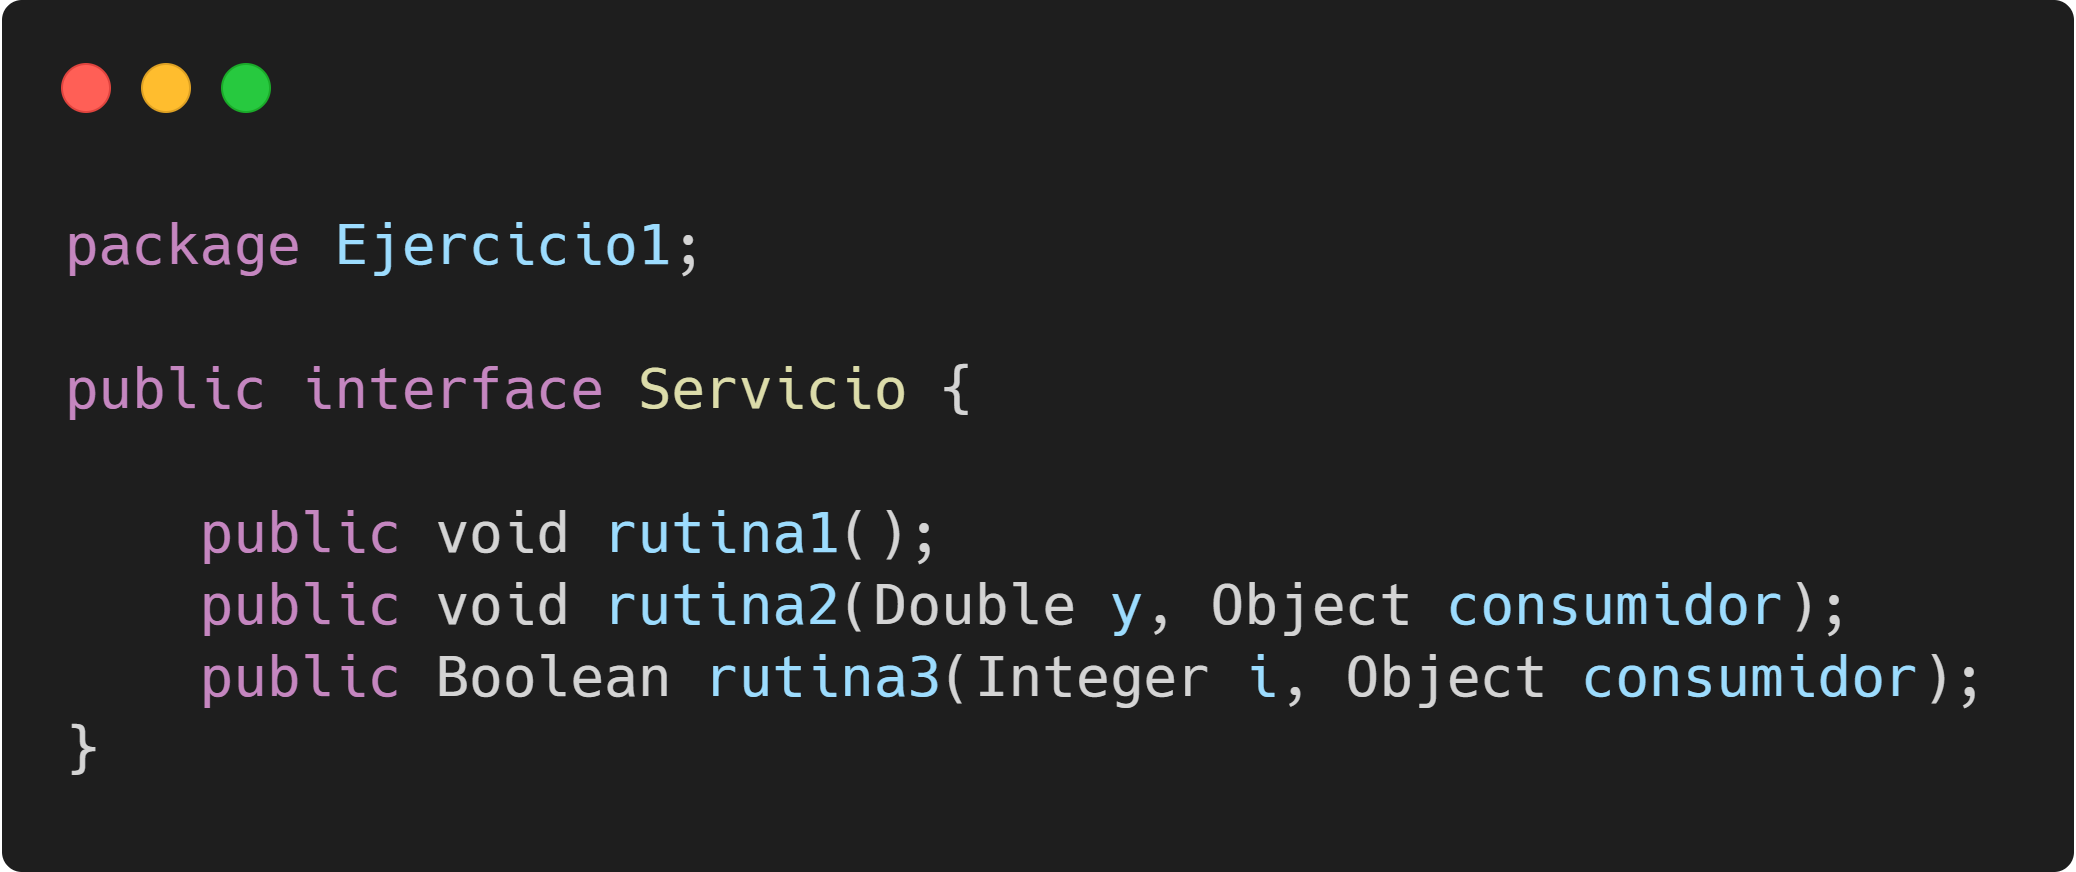 package Ejercicio1;
public interface Servicio {
    public void rutina1();
    public void rutina2(Double y, Object consumidor);
    public Boolean rutina3(Integer i, Object consumidor);
}